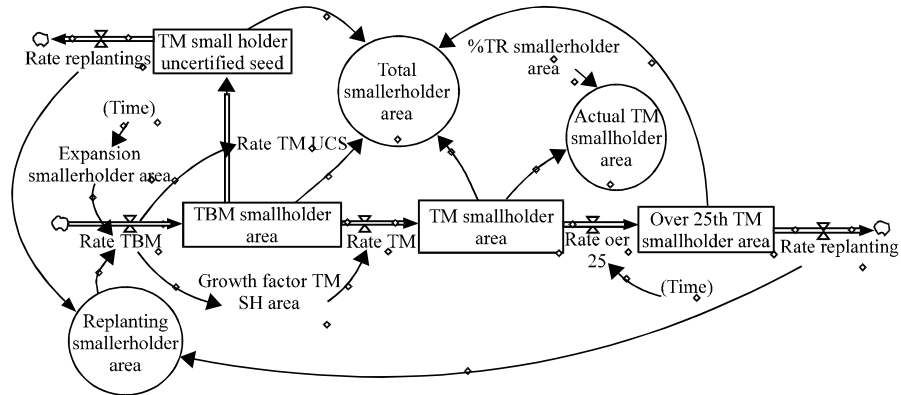 TM small holder
uncertified seed
Rate replantings
Total
smallerholder
area
%TR smallerholder
area
Actual TM
smallholder
area
(Time)
Expansion
smallerholder area
Rate TM UCS
Rate TBM
TBM smallholder
area
Rate TM
TM smallholder
area
Rate oer
25
Over 25th TM
smallholder area
Rate replanting
Growth factor TM
SH area
(Time)
Replanting
smallerholder
area